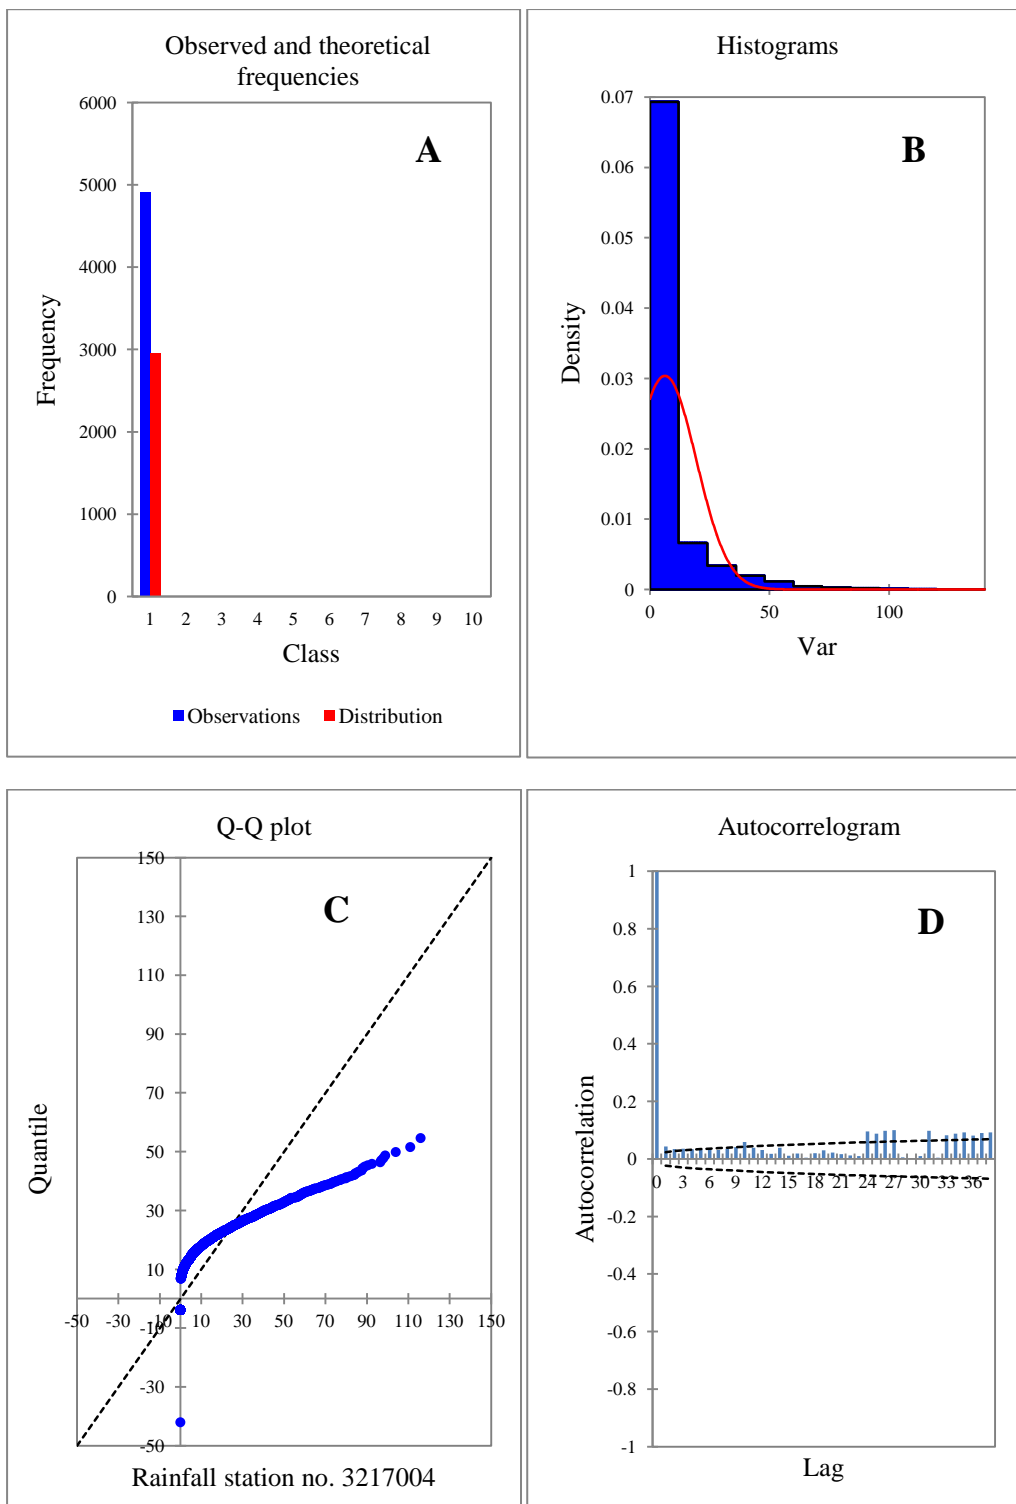 Observed and theoretical
frequencies
A
6000
5000
4000
3000
2000
1000
0
Frequency
1 2 3 4 5 6 7 8 9 10
Class
Observations Distribution
Histograms
B
0.07
0.06
0.05
0.04
0.03
0.02
0.01
0
Density
0 50 100
Var
Q-Q plot
C
150
130
110
90
70
50
30
10
-10
-30
-50
Quantile
-50 -30 -10 10 30 50 70 90 110 130 150
Rainfall station no. 3217004
Autocorrelogram
D
1
0.8
0.6
0.4
0.2
0
-0.2
-0.4
-0.6
-0.8
-1
Autocorrelation
0 3 6 9 12 15 18 21 24 27 30 33 36
Lag